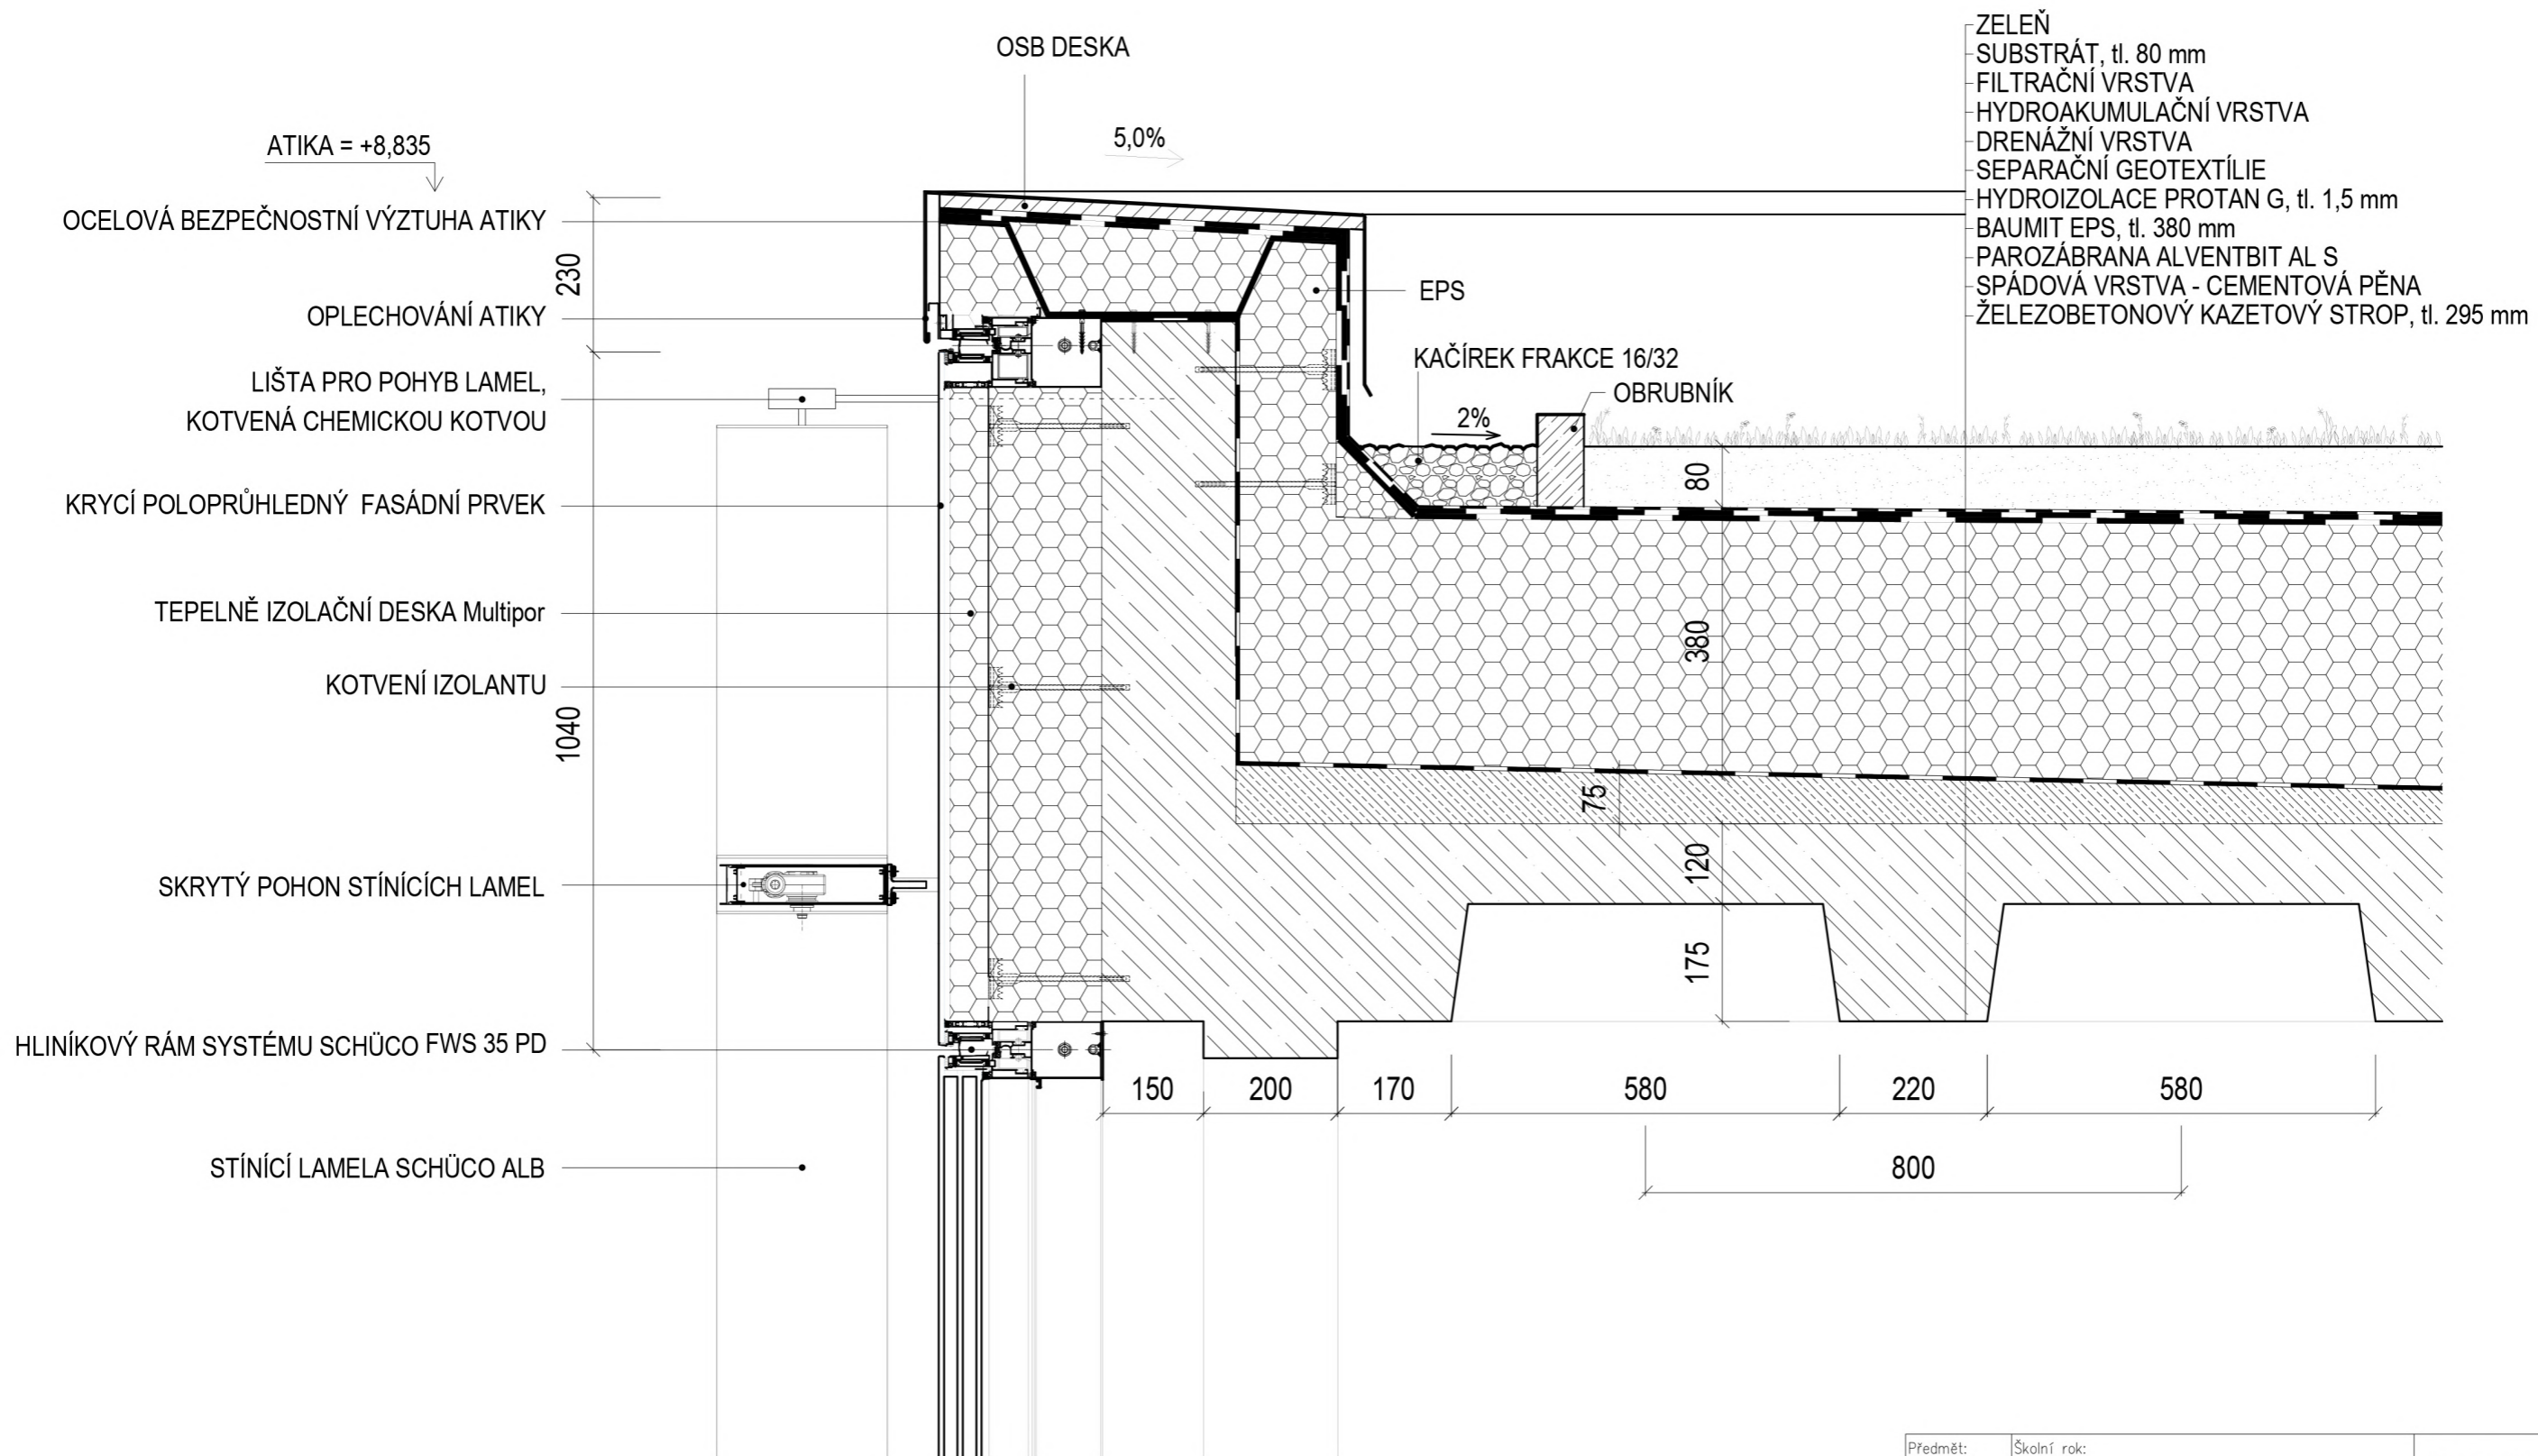 OSB DESKA
ATIKA = +8,835
5,0%
OCELOVÁ BEZPEČNOSTNÍ VÝZTUHA ATIKY
230
OPLECHOVÁNÍ ATIKY
LIŠTA PRO POHYB LAMEL,
KOTVENÁ CHEMICKOU KOTVOU
KRYCÍ POLOPRŮHLEDNÝ FASÁDNÍ PRVEK
TEPELNĚ IZOLAČNÍ DESKA Multipor
KOTVENÍ IZOLANTU
1040
SKRYTÝ POHON STÍNÍCÍCH LAMEL
HLINÍKOVÝ RÁM SYSTÉMU SCHÜCO FWS 35 PD
STÍNÍCÍ LAMELA SCHÜCO ALB
ZELEŇ
SUBSTRÁT, tl. 80 mm
FILTRAČNÍ VRSTVA
HYDROAKUMULAČNÍ VRSTVA
DRENÁŽNÍ VRSTVA
SEPARAČNÍ GEOTEXTÍLIE
HYDROIZOLACE PROTAN G, tl. 1,5 mm
BAUMIT EPS, tl. 380 mm
PAROZÁBRANA ALVENTBIT AL S
SPÁDOVÁ VRSTVA - CEMENTOVÁ PĚNA
ŽELEZOBETONOVÝ KAZETOVÝ STROP, tl. 295 mm
EPS
KAČÍREK FRAKCE 16/32
OBRUBNÍK
2%
80
380
75
120
175
150
200
170
580
220
580
800
Předmět:
Školní rok: